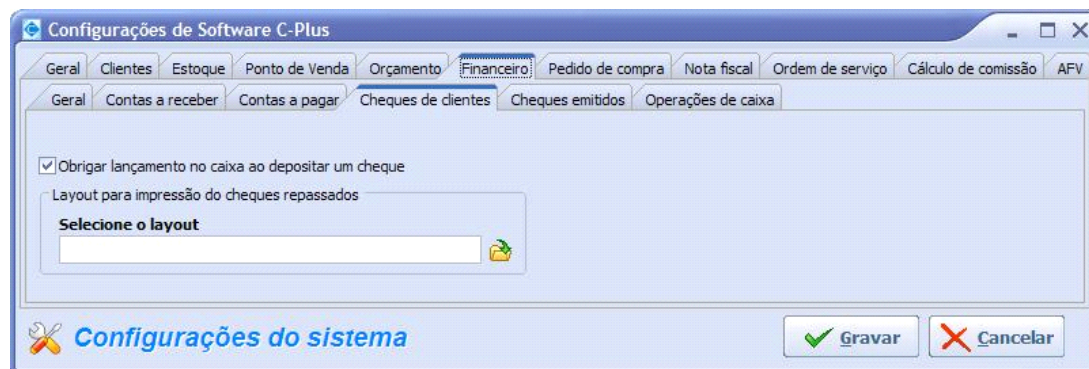 Configurações de Software C-Plus
Geral Clientes Estoque Ponto de Venda Orçamento Financeiro Pedido de compra Nota fiscal Ordem de serviço Cálculo de comissão AFV
Geral Contas a receber Contas a pagar Cheques de clientes Cheques emitidos Operações de caixa
Obrigar lançamento no caixa ao depositar um cheque
Layout para impressão do cheques repassados
Selecione o layout
Configurações do sistema
Gravar Cancelar